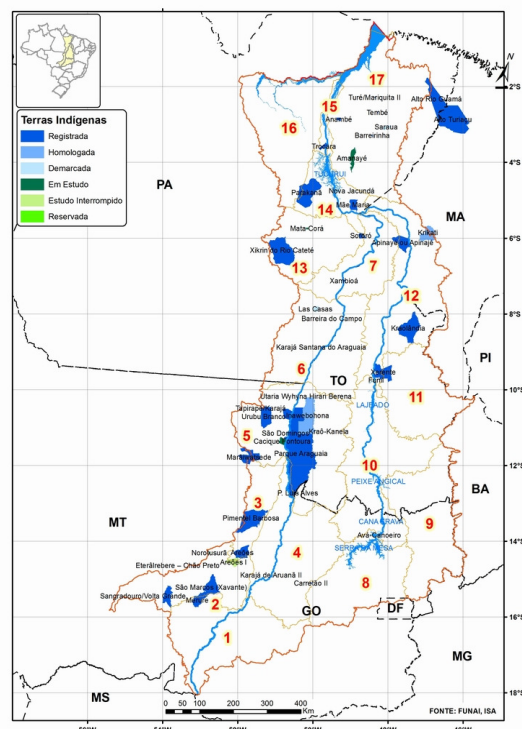 N
Terras Indígenas
Registrada
Homologada
Demarcada
Em Estudo
Estudo Interrompido
Reservada
17
15
16
Turé/Mariquita II
Tembé
Anambé
Saraua
Barreirinha
Alto Rio Guamá
Alto Turiaçu
2°S
Trocará
Amanayé
TUCURUI
4°S
PA
Parakanã
Nova Jacundá
Mãe Maria
14
MA
Mata Corá
Sororó
Krikati
Apinayé
6°S
Xikrin do Rio Cateté
13
7
Xambioá
12
Las Casas
Barreira do Campo
8°S
Kraolândia
Karajá Santana do Araguaia
PI
6
TO
Xerente
Funil
10°S
Utaria Wyhyna Hirari Berena
11
Tapirapé/Karajá
Urubu Branco
LAJEADO
São Domingos
Kraô-Kanela
5
Cacique Fontoura
Parque Araguaia
Maraiwatsede
10
12°S
PEIXE ANGICAL
BA
P. Luis Alves
3
MT
Pimentel Barbosa
CANA BRAVA
9
Avá-Canoeiro
14°S
SERRA DA MESA
4
Areões
Areões I
Eterãirebere – Chão Preto
Karajá de Aruanã II
Carretão II
8
São Marcos (Xavante)
Sangradouro/Volta Grande
2
GO
DF
16°S
1
MG
MS
18°S
0 50 100 200 300 400
Km
FONTE: FUNAI, ISA